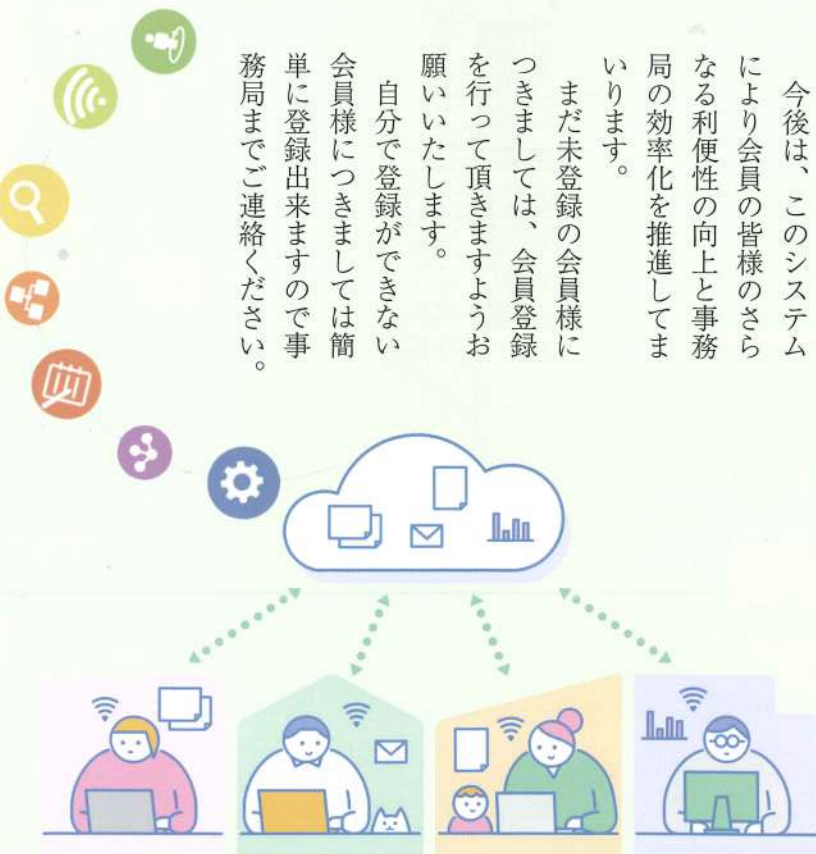 今後は、このシステム
により会員の皆様のさら
なる利便性の向上と事務
局の効率化を推進してま
いります。
まだ未登録の会員様に
つきましては、会員登録
を行って頂きますようお
願いいたします。
自分で登録ができない
会員様につきましては簡
単に登録出来ますので事
務局までご連絡ください。